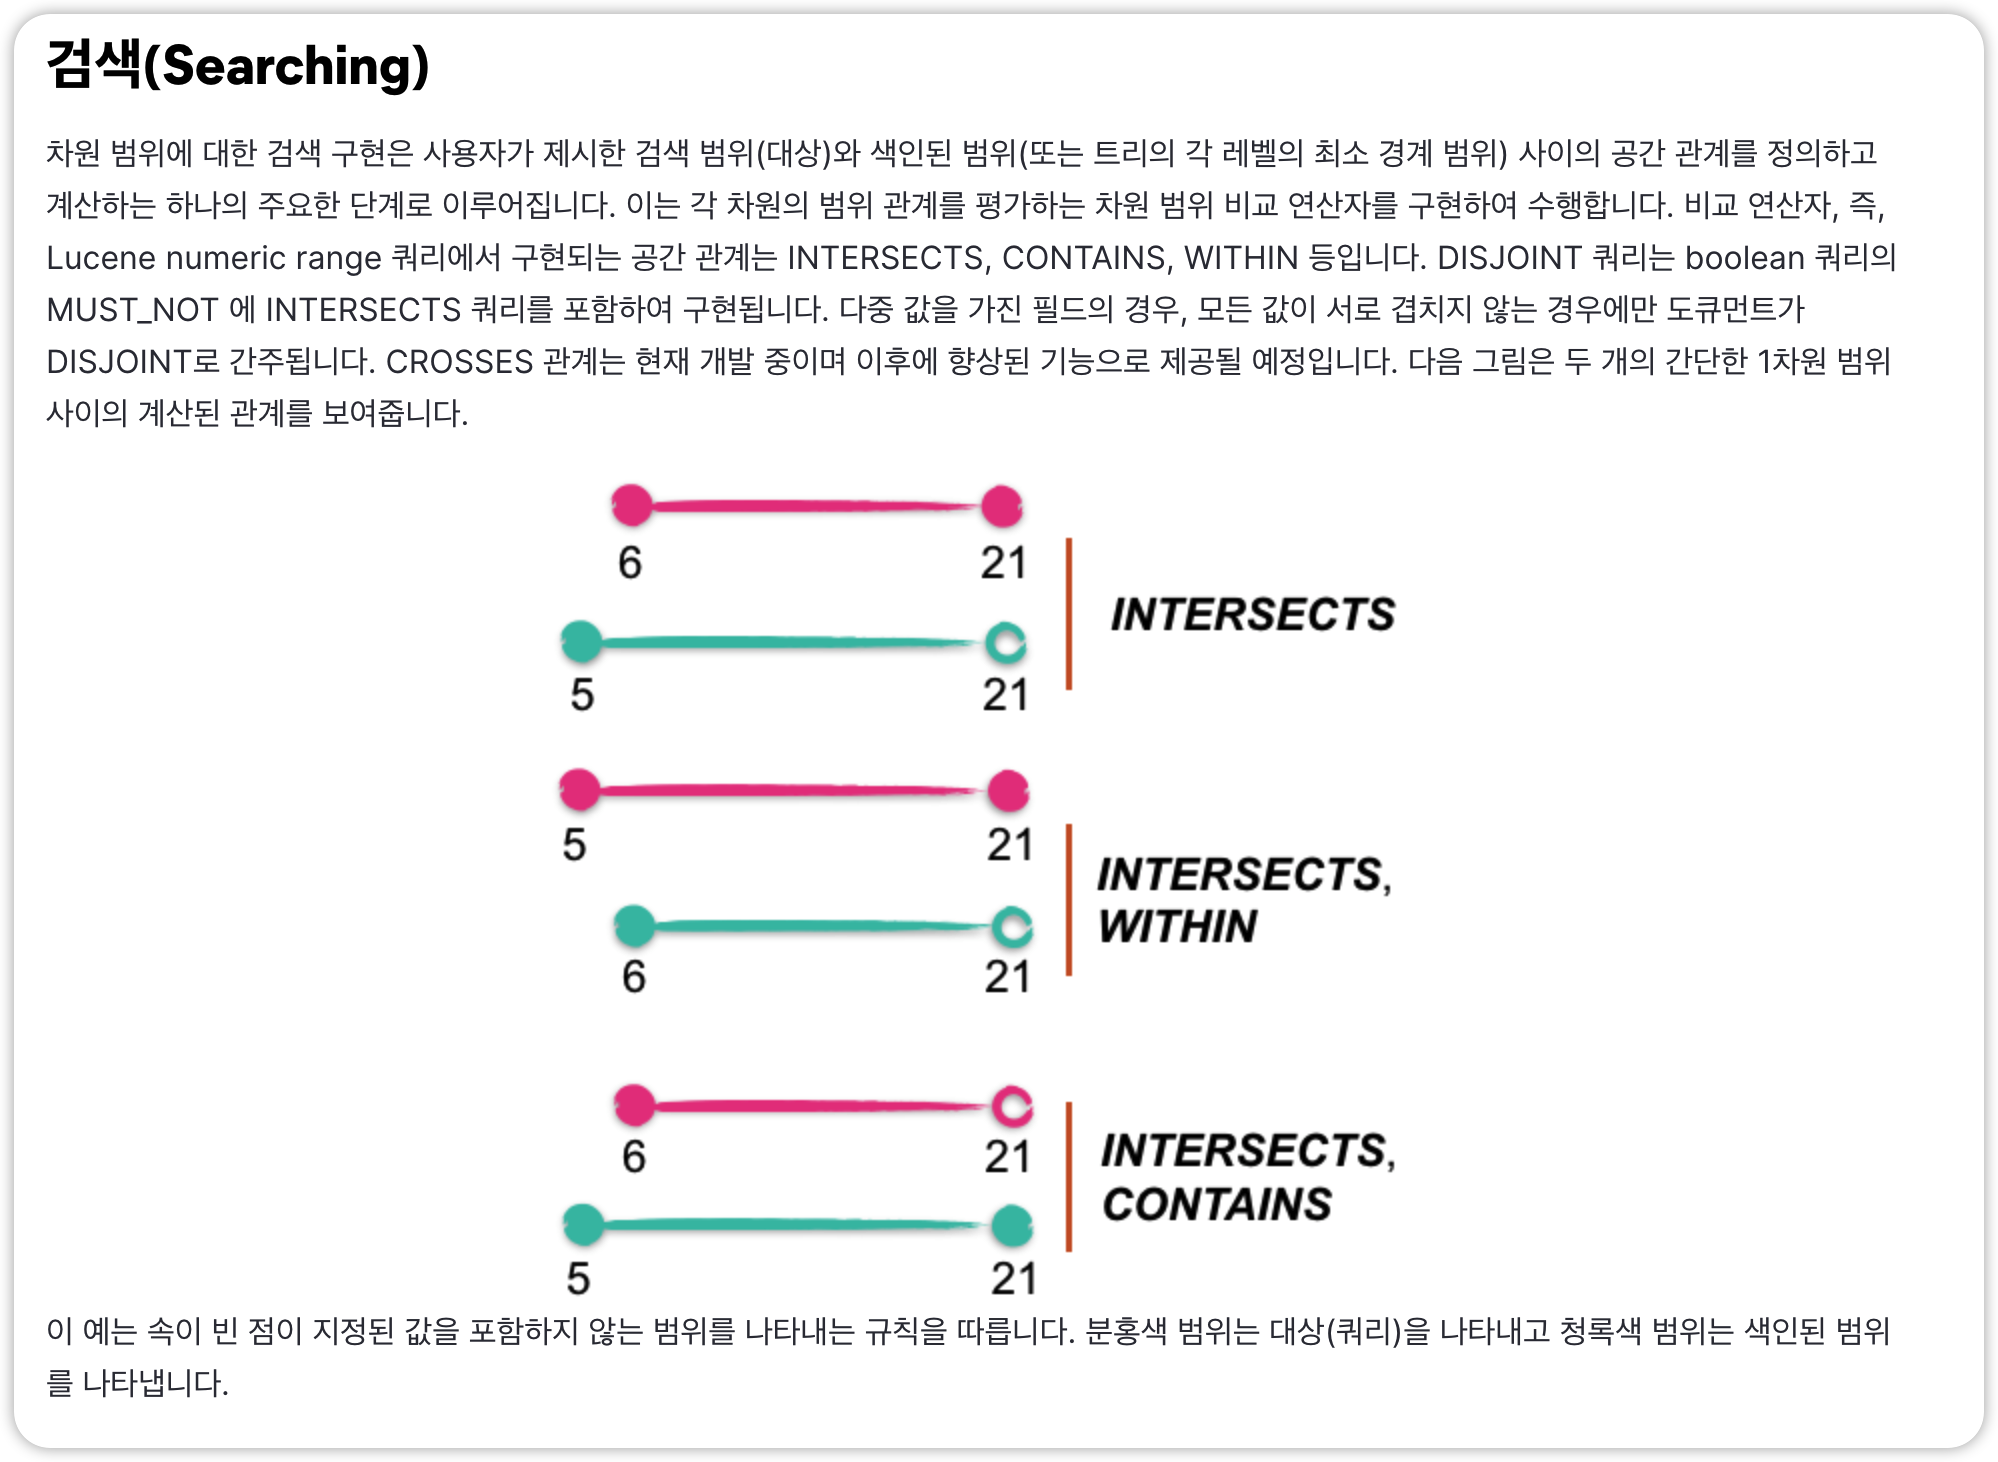 검색(Searching)
차원 범위에 대한 검색 구현은 사용자가 제시한 검색 범위(대상)와 색인된 범위(또는 트리의 각 레벨의 최소 경계 범위) 사이의 공간 관계를 정의하고
계산하는 하나의 주요한 단계로 이루어집니다. 이는 각 차원의 범위 관계를 평가하는 차원 범위 비교 연산자를 구현하여 수행합니다. 비교 연산자, 즉,
Lucene numeric range 쿼리에서 구현되는 공간 관계는 INTERSECTS, CONTAINS, WITHIN 등입니다. DISJOINT 쿼리는 boolean 쿼리의
MUST_NOT 에 INTERSECTS 쿼리를 포함하여 구현됩니다. 다중 값을 가진 필드의 경우, 모든 값이 서로 겹치지 않는 경우에만 도큐먼트가
DISJOINT로 간주됩니다. CROSSES 관계는 현재 개발 중이며 이후에 향상된 기능으로 제공될 예정입니다. 다음 그림은 두 개의 간단한 1차원 범위
사이의 계산된 관계를 보여줍니다.
6 21
INTERSECTS
5 21
5 21
INTERSECTS,
WITHIN
6 21
6 21
INTERSECTS,
CONTAINS
5 21
이 예는 속이 빈 점이 지정된 값을 포함하지 않는 범위를 나타내는 규칙을 따릅니다. 분홍색 범위는 대상(쿼리)을 나타내고 청록색 범위는 색인된 범위
를 나타냅니다.